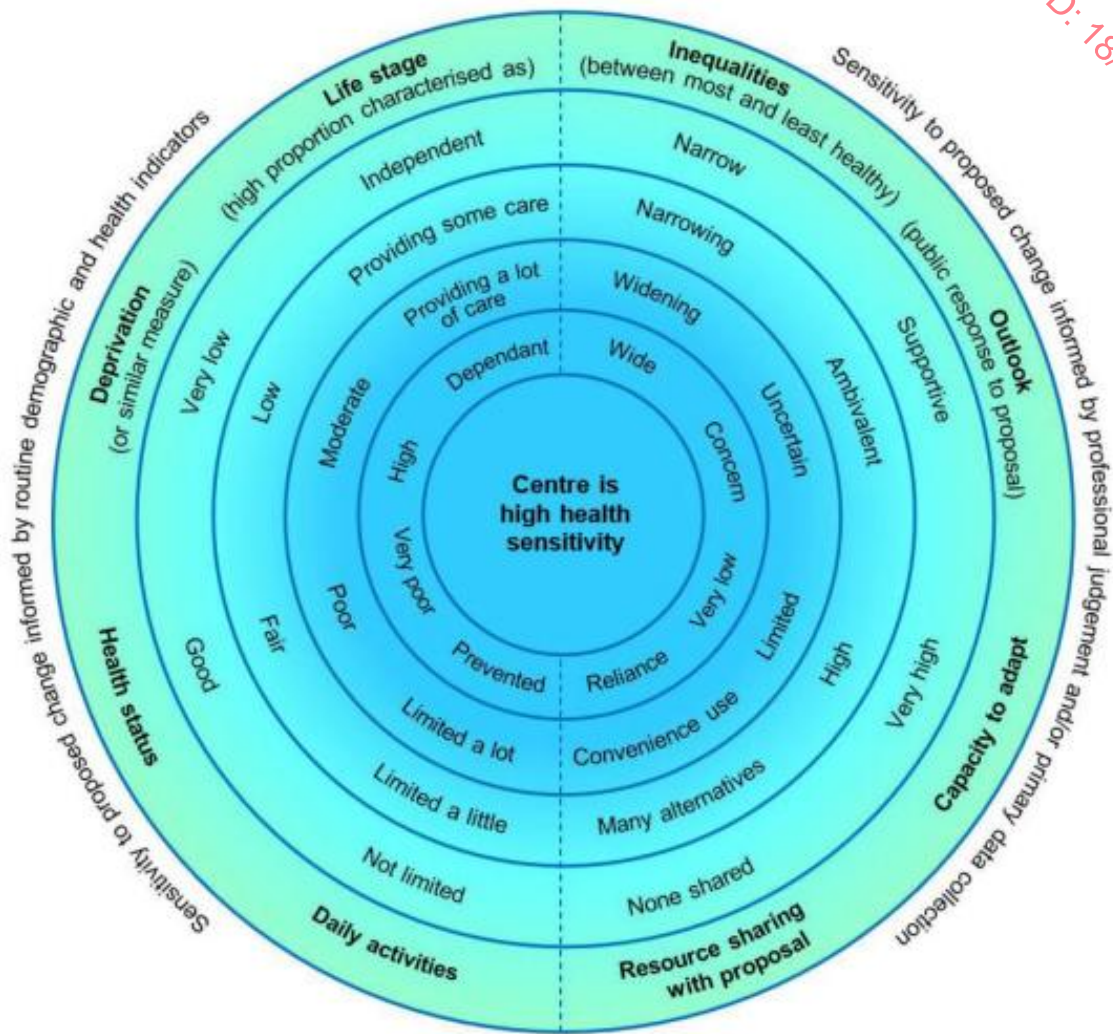 D: 18/
Sensitivity to proposed change informed by routine demographic and health indicators
Sensitivity to proposed change informed by professional judgement and/or primary data collection
Life stage
(high proportion characterised as)
Independent
Providing some care
Providing a lot
of care
Dependant
Inequalities
(between most and least healthy)
Narrow
Narrowing
Widening
Wide
Deprivation
(or similar measure)
Very low
Low
Moderate
High
Outlook
(public response to proposal)
Supportive
Ambivalent
Uncertain
Concern
Centre is
high health
sensitivity
Health status
Good
Fair
Poor
Very poor
Capacity to adapt
Very high
High
Limited
Very low
Daily activities
Not limited
Limited a little
Limited a lot
Prevented
Resource sharing
with proposal
None shared
Many alternatives
Convenience use
Reliance